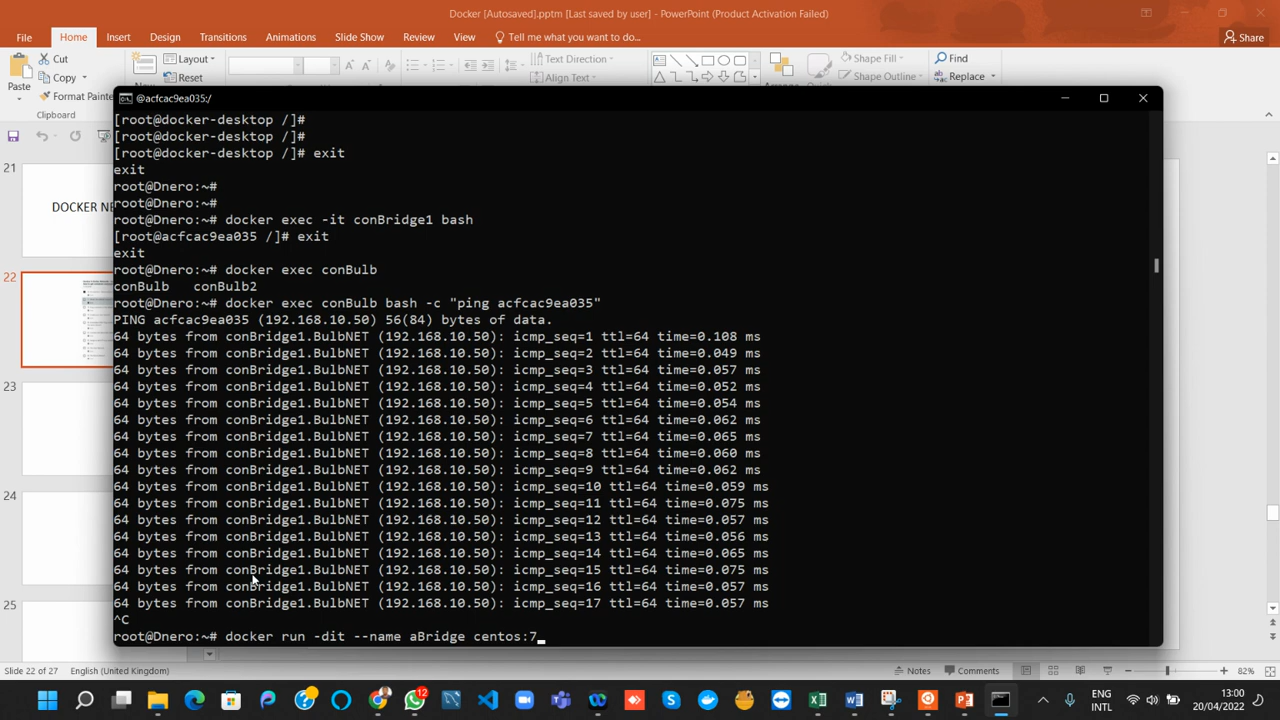 Docker [Autosaved].pptm [Last saved by user] - PowerPoint (Product Activation Failed)
File Home Insert Design Transitions Animations Slide Show Review View Tell me what you want to do... Share
Cut Layout Text Direction Shape Fill Find
Paste Copy Reset Align Text Shape Outline Replace
Format Painte
Clipboard
@acfcac9ea035:/
21
DOCKER NE
22
23
24
25
[root@docker-desktop /]#
[root@docker-desktop /]#
[root@docker-desktop /]# exit
exit
root@Dnero:~#
root@Dnero:~#
root@Dnero:~# docker exec -it conBridge1 bash
[root@acfcac9ea035 /]# exit
exit
root@Dnero:~# docker exec conBulb
conBulb conBulb2
root@Dnero:~# docker exec conBulb bash -c "ping acfcac9ea035"
PING acfcac9ea035 (192.168.10.50) 56(84) bytes of data.
64 bytes from conBridge1.BulbNET (192.168.10.50): icmp_seq=1 ttl=64 time=0.108 ms
64 bytes from conBridge1.BulbNET (192.168.10.50): icmp_seq=2 ttl=64 time=0.049 ms
64 bytes from conBridge1.BulbNET (192.168.10.50): icmp_seq=3 ttl=64 time=0.057 ms
64 bytes from conBridge1.BulbNET (192.168.10.50): icmp_seq=4 ttl=64 time=0.052 ms
64 bytes from conBridge1.BulbNET (192.168.10.50): icmp_seq=5 ttl=64 time=0.054 ms
64 bytes from conBridge1.BulbNET (192.168.10.50): icmp_seq=6 ttl=64 time=0.062 ms
64 bytes from conBridge1.BulbNET (192.168.10.50): icmp_seq=7 ttl=64 time=0.065 ms
64 bytes from conBridge1.BulbNET (192.168.10.50): icmp_seq=8 ttl=64 time=0.060 ms
64 bytes from conBridge1.BulbNET (192.168.10.50): icmp_seq=9 ttl=64 time=0.062 ms
64 bytes from conBridge1.BulbNET (192.168.10.50): icmp_seq=10 ttl=64 time=0.059 ms
64 bytes from conBridge1.BulbNET (192.168.10.50): icmp_seq=11 ttl=64 time=0.075 ms
64 bytes from conBridge1.BulbNET (192.168.10.50): icmp_seq=12 ttl=64 time=0.057 ms
64 bytes from conBridge1.BulbNET (192.168.10.50): icmp_seq=13 ttl=64 time=0.056 ms
64 bytes from conBridge1.BulbNET (192.168.10.50): icmp_seq=14 ttl=64 time=0.065 ms
64 bytes from conBridge1.BulbNET (192.168.10.50): icmp_seq=15 ttl=64 time=0.075 ms
64 bytes from conBridge1.BulbNET (192.168.10.50): icmp_seq=16 ttl=64 time=0.057 ms
64 bytes from conBridge1.BulbNET (192.168.10.50): icmp_seq=17 ttl=64 time=0.057 ms
^C
root@Dnero:~# docker run -dit --name aBridge centos:7
Slide 22 of 27 English (United Kingdom) Notes Comments 82%
12
ENG 13:00
INTL 20/04/2022